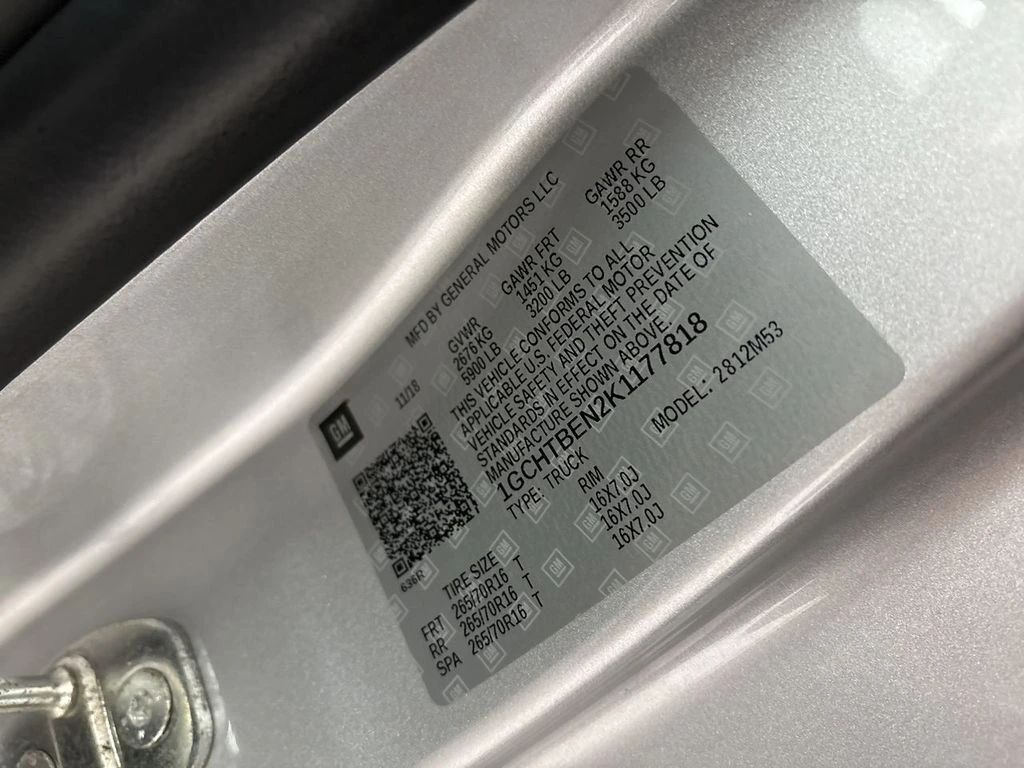 GM
11/18
MFD BY GENERAL MOTORS LLC
GVWR GAWR FRT GAWR RR
2676 KG 1451 KG 1588 KG
5900 LB 3200 LB 3500 LB
THIS VEHICLE CONFORMS TO ALL
APPLICABLE U.S. FEDERAL MOTOR
VEHICLE SAFETY AND THEFT PREVENTION
STANDARDS IN EFFECT ON THE DATE OF
MANUFACTURE SHOWN ABOVE.
1GCHTBEN2K1177818
TYPE: TRUCK MODEL: 2812M53
636R
TIRE SIZE RIM
FRT 265/70R16 T 16X7.0J
RR 265/70R16 T 16X7.0J
SPA 265/70R16 T 16X7.0J